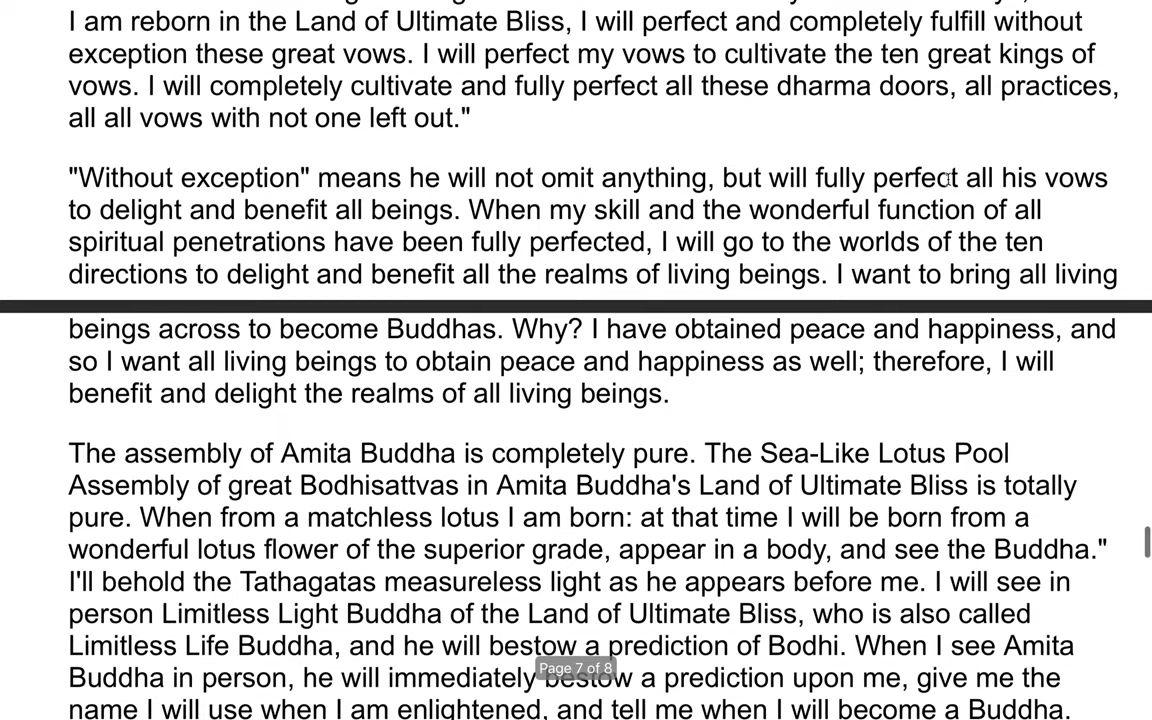 I am reborn in the Land of Ultimate Bliss, I will perfect and completely fulfill without
exception these great vows. I will perfect my vows to cultivate the ten great kings of
vows. I will completely cultivate and fully perfect all these dharma doors, all practices,
all all vows with not one left out."
"Without exception" means he will not omit anything, but will fully perfect all his vows
to delight and benefit all beings. When my skill and the wonderful function of all
spiritual penetrations have been fully perfected, I will go to the worlds of the ten
directions to delight and benefit all the realms of living beings. I want to bring all living
beings across to become Buddhas. Why? I have obtained peace and happiness, and
so I want all living beings to obtain peace and happiness as well; therefore, I will
benefit and delight the realms of all living beings.
The assembly of Amita Buddha is completely pure. The Sea-Like Lotus Pool
Assembly of great Bodhisattvas in Amita Buddha's Land of Ultimate Bliss is totally
pure. When from a matchless lotus I am born: at that time I will be born from a
wonderful lotus flower of the superior grade, appear in a body, and see the Buddha."
I'll behold the Tathagatas measureless light as he appears before me. I will see in
person Limitless Light Buddha of the Land of Ultimate Bliss, who is also called
Limitless Life Buddha, and he will bestow a prediction of Bodhi. When I see Amita
Page 7 of 8
Buddha in person, he will immediately bestow a prediction upon me, give me the
name I will use when I am enlightened, and tell me when I will become a Buddha.